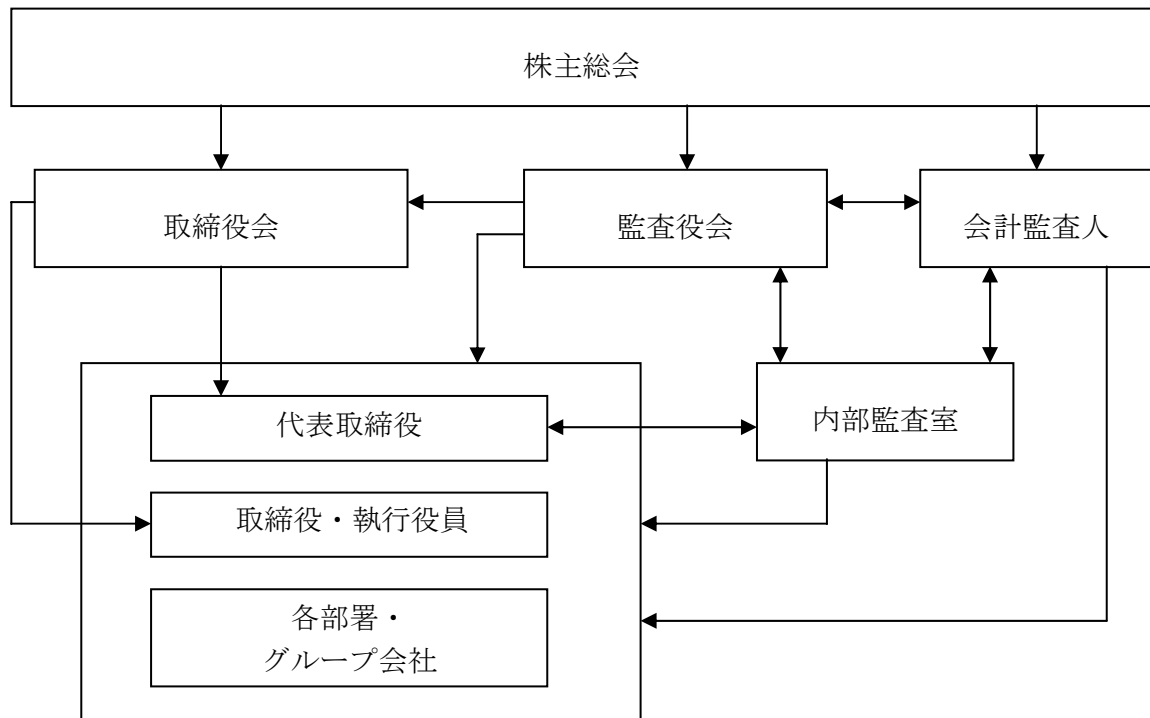 株主総会
取締役会
監査役会
会計監査人
代表取締役
内部監査室
取締役・執行役員
各部署・
グループ会社